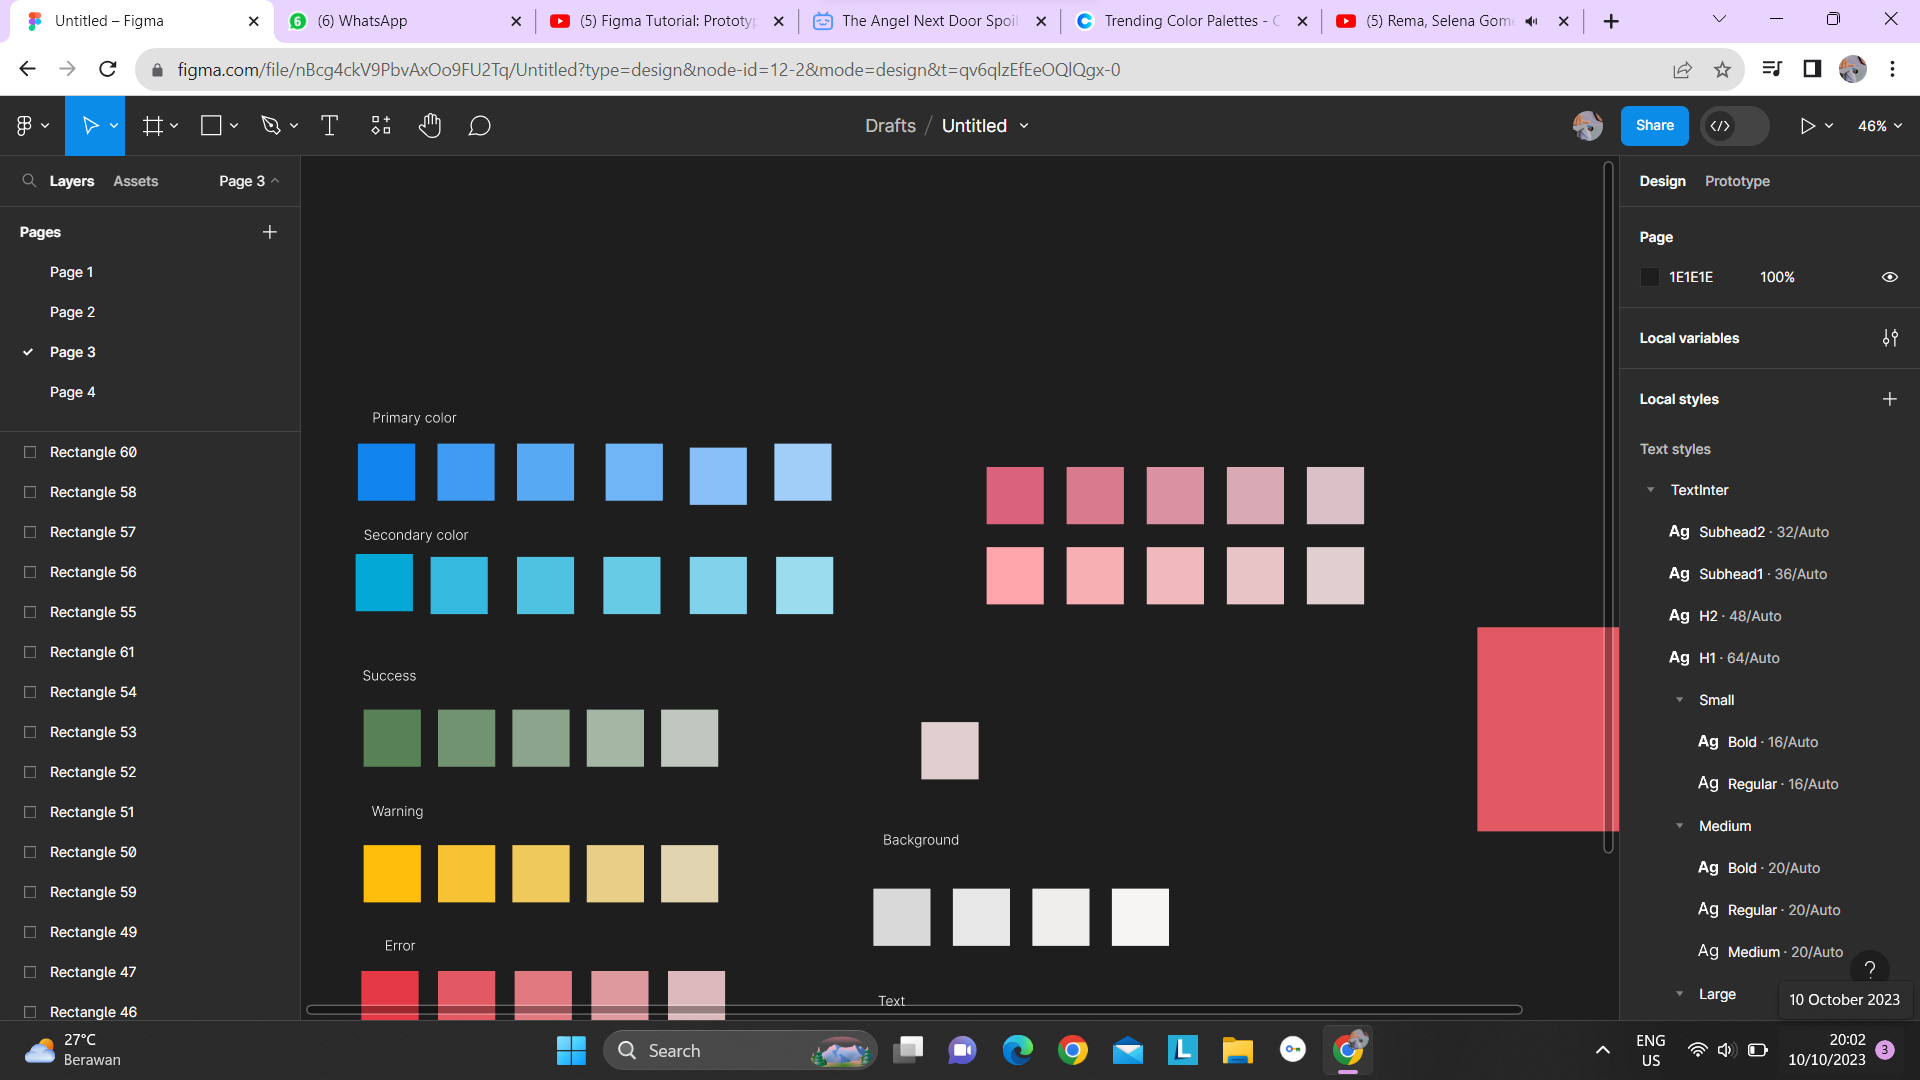 Untitled – Figma
(6) WhatsApp
(5) Figma Tutorial: Prototy
The Angel Next Door Spoil
Trending Color Palettes - C
(5) Rema, Selena Gom
figma.com/file/nBcg4ckV9PbvAxOo9FU2Tq/Untitled?type=design&node-id=12-2&mode=design&t=qv6qlzEfEeOQlQgx-0
Drafts / Untitled
Share
46%
Layers
Assets
Page 3
Pages
Page 1
Page 2
Page 3
Page 4
Rectangle 60
Rectangle 58
Rectangle 57
Rectangle 56
Rectangle 55
Rectangle 61
Rectangle 54
Rectangle 53
Rectangle 52
Rectangle 51
Rectangle 50
Rectangle 59
Rectangle 49
Rectangle 47
Rectangle 46
Primary color
Secondary color
Success
Warning
Error
Background
Text
Design
Prototype
Page
1E1E1E 100%
Local variables
Local styles
Text styles
TextInter
Ag Subhead2 · 32/Auto
Ag Subhead1 · 36/Auto
Ag H2 · 48/Auto
Ag H1 · 64/Auto
Small
Ag Bold · 16/Auto
Ag Regular · 16/Auto
Medium
Ag Bold · 20/Auto
Ag Regular · 20/Auto
Ag Medium · 20/Auto
?
Large
10 October 2023
27°C
Berawan
Search
L
ENG
US
20:02
10/10/2023
3